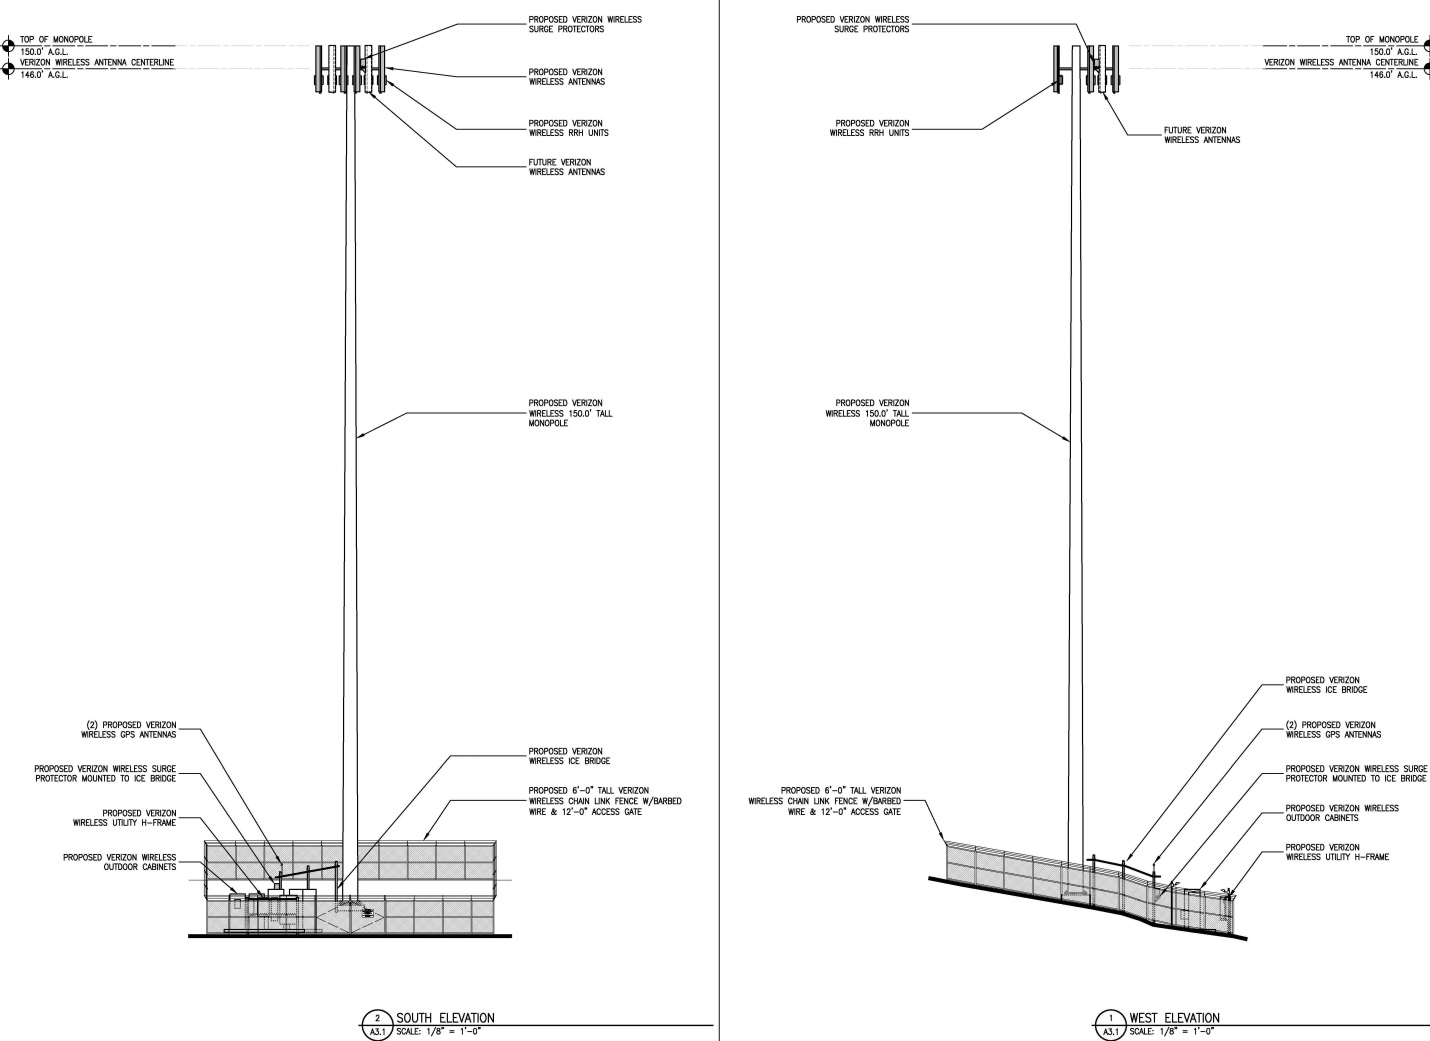 PROPOSED VERIZON WIRELESS
SURGE PROTECTORS
TOP OF MONOPOLE
150.0' A.G.L.
VERIZON WIRELESS ANTENNA CENTERLINE
146.0' A.G.L.
PROPOSED VERIZON
WIRELESS ANTENNAS
PROPOSED VERIZON
WIRELESS RRH UNITS
FUTURE VERIZON
WIRELESS ANTENNAS
PROPOSED VERIZON
WIRELESS 150.0' TALL
MONOPOLE
(2) PROPOSED VERIZON
WIRELESS GPS ANTENNAS
PROPOSED VERIZON WIRELESS SURGE
PROTECTOR MOUNTED TO ICE BRIDGE
PROPOSED VERIZON
WIRELESS UTILITY H-FRAME
PROPOSED VERIZON WIRELESS
OUTDOOR CABINETS
PROPOSED VERIZON
WIRELESS ICE BRIDGE
PROPOSED 6'-0" TALL VERIZON
WIRELESS CHAIN LINK FENCE W/BARBED
WIRE & 12'-0" ACCESS GATE
2
A3.1
SOUTH ELEVATION
SCALE: 1/8" = 1'-0"
PROPOSED VERIZON WIRELESS
SURGE PROTECTORS
TOP OF MONOPOLE
150.0' A.G.L.
VERIZON WIRELESS ANTENNA CENTERLINE
146.0' A.G.L.
PROPOSED VERIZON
WIRELESS RRH UNITS
FUTURE VERIZON
WIRELESS ANTENNAS
PROPOSED VERIZON
WIRELESS 150.0' TALL
MONOPOLE
PROPOSED VERIZON
WIRELESS ICE BRIDGE
(2) PROPOSED VERIZON
WIRELESS GPS ANTENNAS
PROPOSED VERIZON WIRELESS SURGE
PROTECTOR MOUNTED TO ICE BRIDGE
PROPOSED 6'-0" TALL VERIZON
WIRELESS CHAIN LINK FENCE W/BARBED
WIRE & 12'-0" ACCESS GATE
PROPOSED VERIZON WIRELESS
OUTDOOR CABINETS
PROPOSED VERIZON
WIRELESS UTILITY H-FRAME
1
A3.1
WEST ELEVATION
SCALE: 1/8" = 1'-0"